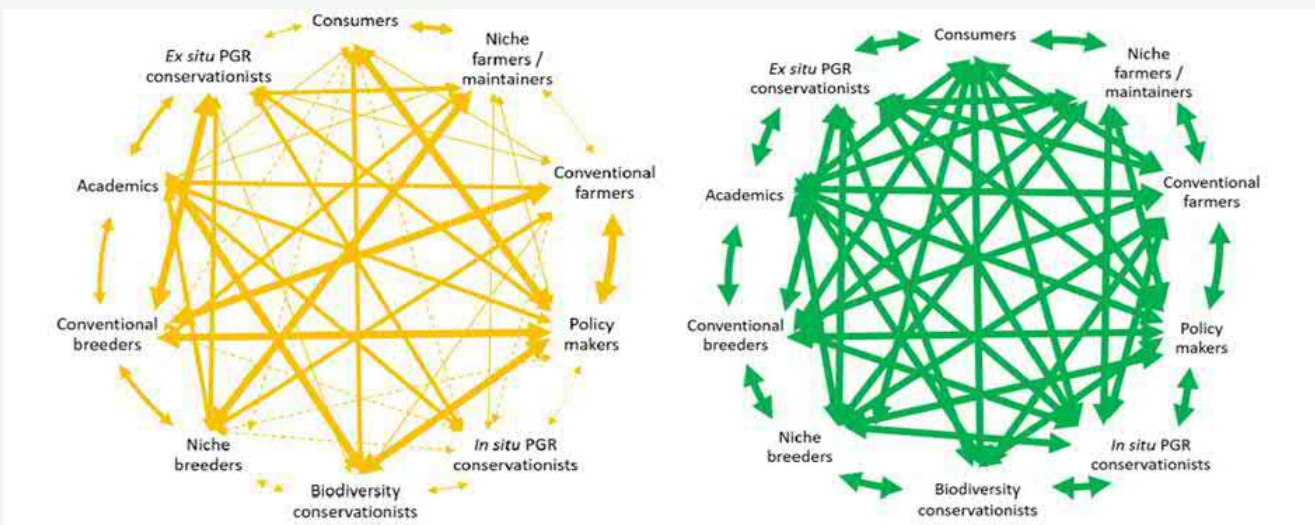 Consumers
Ex situ PGR
conservationists
Niche
farmers /
maintainers
Academics
Conventional
farmers
Conventional
breeders
Policy
makers
Niche
breeders
In situ PGR
conservationists
Biodiversity
conservationists
Consumers
Ex situ PGR
conservationists
Niche
farmers /
maintainers
Academics
Conventional
farmers
Conventional
breeders
Policy
makers
Niche
breeders
In situ PGR
conservationists
Biodiversity
conservationists